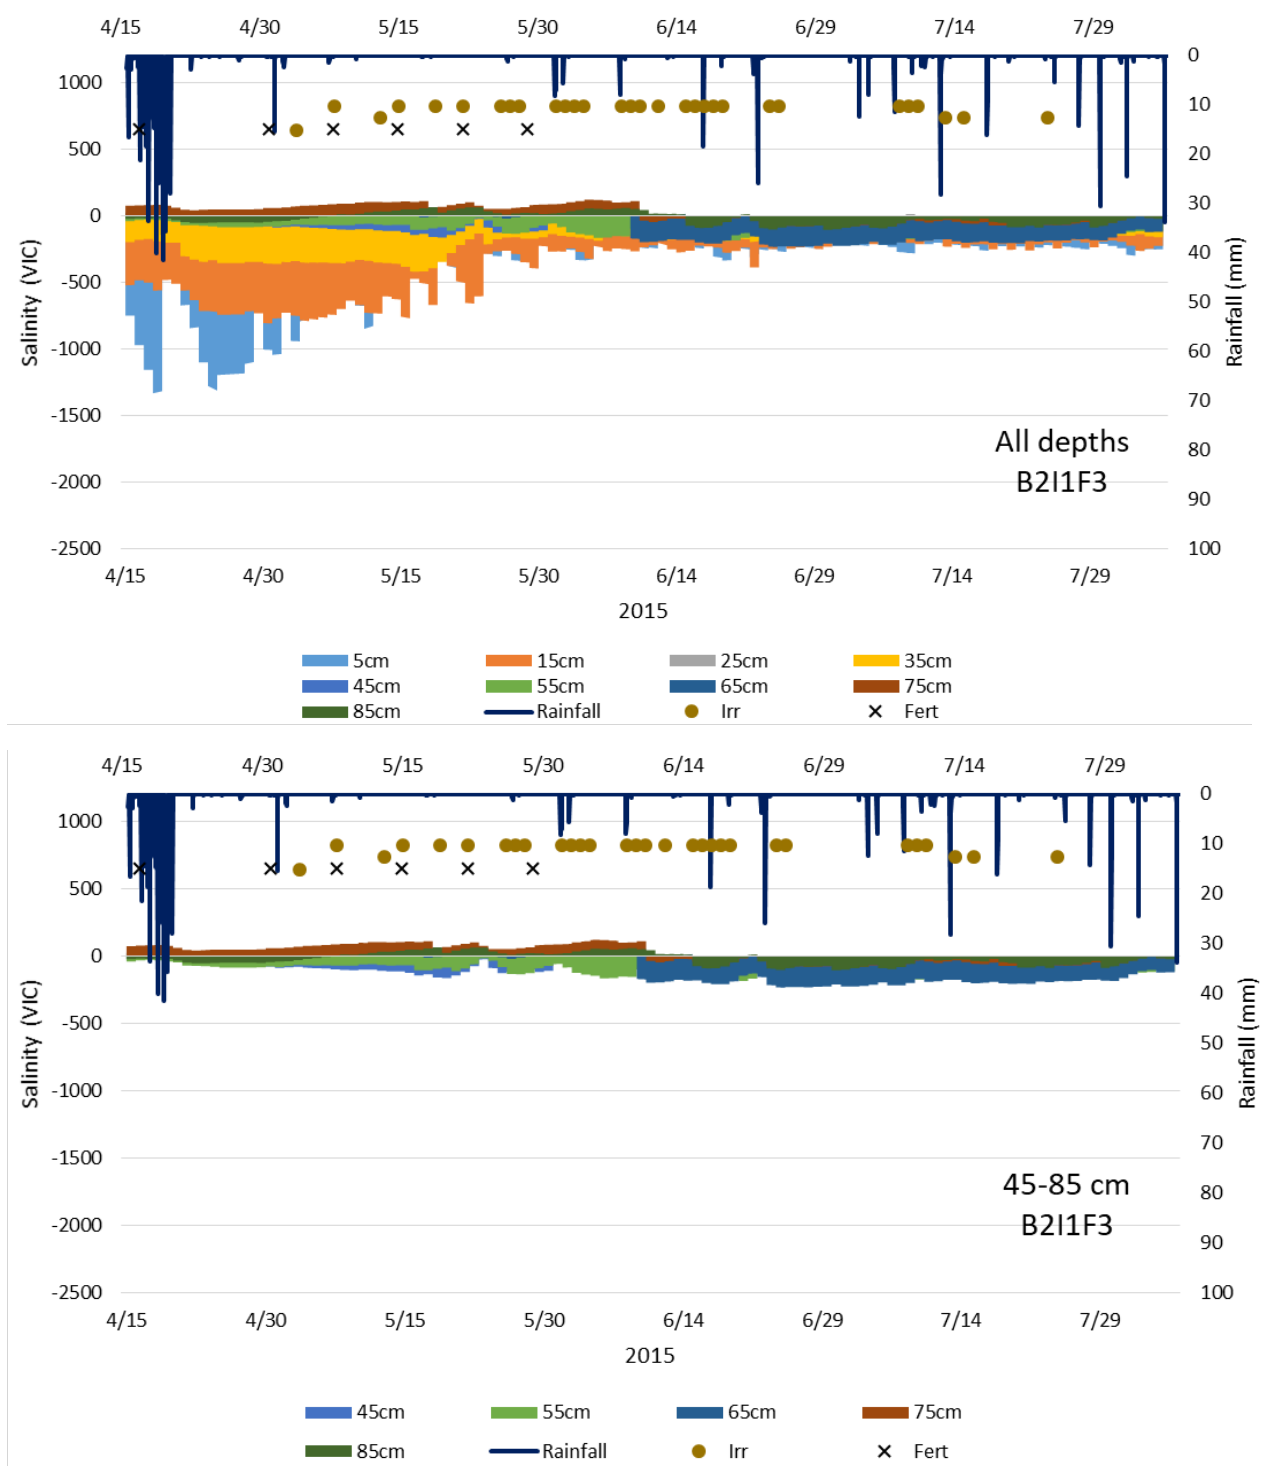 4/15 4/30 5/15 5/30 6/14 6/29 7/14 7/29
1000 0
500 10
0 20
-500 30
-1000 40
-1500 50
-2000 60
-2500 70
80
90
100
Salinity (VIC)
Rainfall (mm)
All depths
B2I1F3
4/15 4/30 5/15 5/30 6/14 6/29 7/14 7/29
2015
5cm 15cm 25cm 35cm
45cm 55cm 65cm 75cm
85cm Rainfall Irr Fert
4/15 4/30 5/15 5/30 6/14 6/29 7/14 7/29
1000 0
500 10
0 20
-500 30
-1000 40
-1500 50
-2000 60
-2500 70
80
90
100
Salinity (VIC)
Rainfall (mm)
45-85 cm
B2I1F3
4/15 4/30 5/15 5/30 6/14 6/29 7/14 7/29
2015
45cm 55cm 65cm 75cm
85cm Rainfall Irr Fert